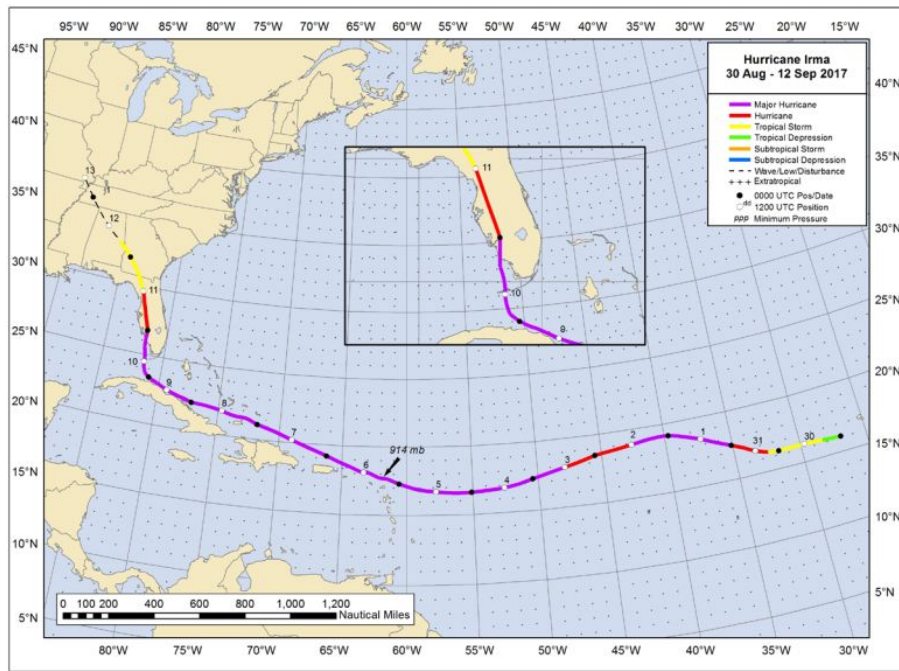 95°W 90°W 85°W 80°W 75°W 70°W 65°W 60°W 55°W 50°W 45°W 40°W 35°W 30°W 25°W 20°W 15°W
45°N
40°N
35°N
30°N
25°N
20°N
15°N
10°N
5°N
40°N
35°N
30°N
25°N
20°N
15°N
10°N
5°N
Hurricane Irma
30 Aug - 12 Sep 2017
Major Hurricane
Hurricane
Tropical Storm
Tropical Depression
Subtropical Storm
Subtropical Depression
Wave/Low/Disturbance
Extratropical
0000 UTC Pos/Date
dd 1200 UTC Position
PPP Minimum Pressure
11
10
9
13
12
11
10
9
8
7
6
914 mb
5
4
3
2
1
31
30
0 100 200 400 600 800 1,000 1,200
Nautical Miles
80°W 75°W 70°W 65°W 60°W 55°W 50°W 45°W 40°W 35°W 30°W